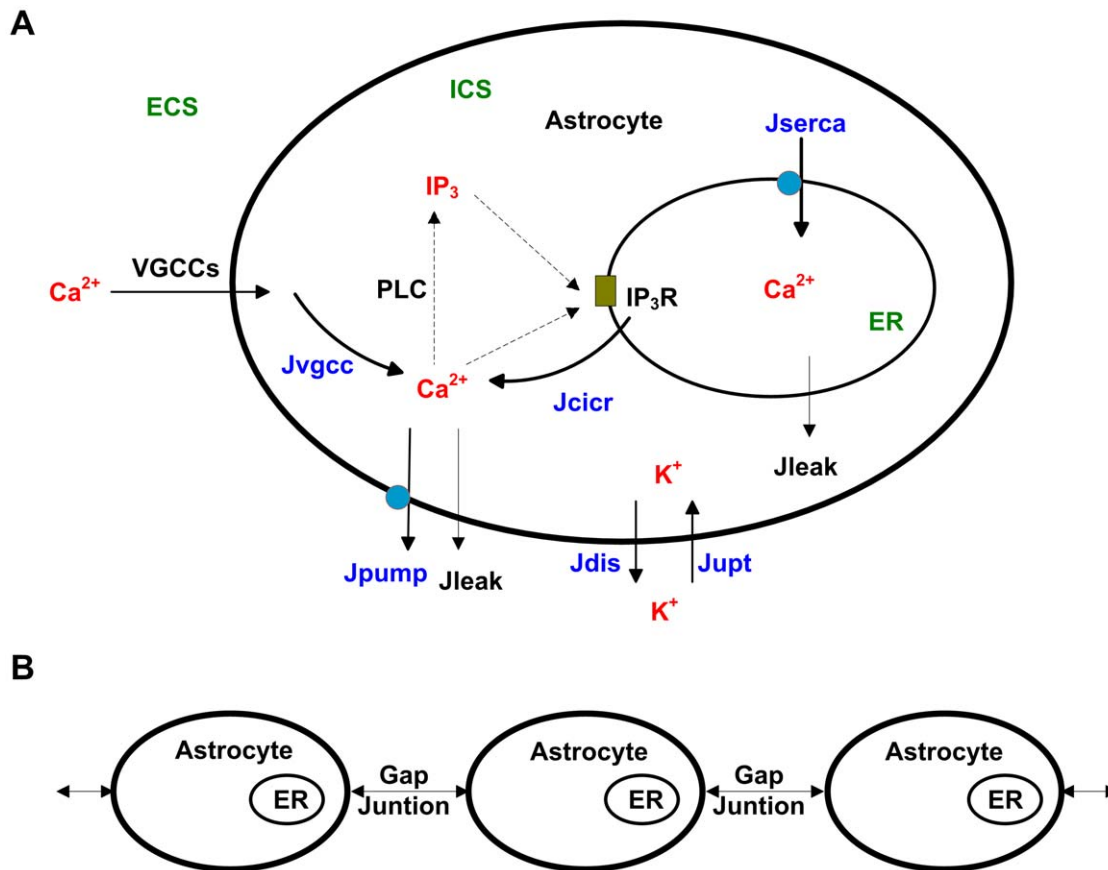 A
ECS
ICS
Astrocyte
Jserca
IP₃
Ca²⁺
VGCCs
PLC
IP₃R
Ca²⁺
ER
Jvgcc
Ca²⁺
Jcicr
Jleak
K⁺
Jpump
Jleak
Jdis
Jupt
K⁺
B
Astrocyte
ER
Gap
Juntion
Astrocyte
ER
Gap
Juntion
Astrocyte
ER